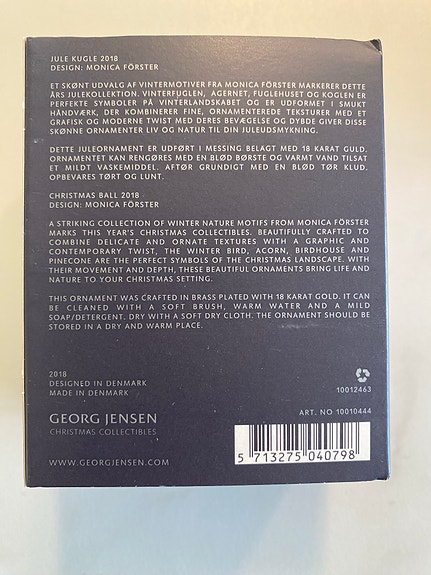 JULE KUGLE 2018
DESIGN: MONICA FÖRSTER
ET SKØNT UDVALG AF VINTERMOTIVER FRA MONICA FÖRSTER MARKERER DETTE
ÅRS JULEKOLLEKTION. VINTERFUGLEN, AGERNET, FUGLEHUSET OG KOGLEN ER
PERFEKTE SYMBOLER PÅ VINTERLANDSKABET OG ER UDFORMET I SMUKT
HÅNDVÆRK, DER KOMBINERER FINE, ORNAMENTEREDE TEKSTURER MED ET
GRAFISK OG MODERNE TWIST MED DERES BEVÆGELSE OG DYBDE GIVER DISSE
SKØNNE ORNAMENTER LIV OG NATUR TIL DIN JULEUDSMYKNING.
DETTE JULEORNAMENT ER UDFØRT I MESSING BELAGT MED 18 KARAT GULD.
ORNAMENTET KAN RENGØRES MED EN BLØD BØRSTE OG VARMT VAND TILSAT
ET MILDT VASKEMIDDEL. AFTØR GRUNDIGT MED EN BLØD TØR KLUD.
OPBEVARES TØRT OG LUNT.
CHRISTMAS BALL 2018
DESIGN: MONICA FÖRSTER
A STRIKING COLLECTION OF WINTER NATURE MOTIFS FROM MONICA FÖRSTER
MARKS THIS YEAR'S CHRISTMAS COLLECTIBLES. BEAUTIFULLY CRAFTED TO
COMBINE DELICATE AND ORNATE TEXTURES WITH A GRAPHIC AND
CONTEMPORARY TWIST, THE WINTER BIRD, ACORN, BIRDHOUSE AND
PINECONE ARE THE PERFECT SYMBOLS OF THE CHRISTMAS LANDSCAPE. WITH
THEIR MOVEMENT AND DEPTH, THESE BEAUTIFUL ORNAMENTS BRING LIFE AND
NATURE TO YOUR CHRISTMAS SETTING.
THIS ORNAMENT WAS CRAFTED IN BRASS PLATED WITH 18 KARAT GOLD. IT CAN
BE CLEANED WITH A SOFT BRUSH, WARM WATER AND A MILD
SOAP/DETERGENT. DRY WITH A SOFT DRY CLOTH. THE ORNAMENT SHOULD BE
STORED IN A DRY AND WARM PLACE.
2018
DESIGNED IN DENMARK
MADE IN DENMARK
10012463
GEORG JENSEN
CHRISTMAS COLLECTIBLES
ART. NO 10010444
WWW.GEORGJENSEN.COM
5 713275 040798